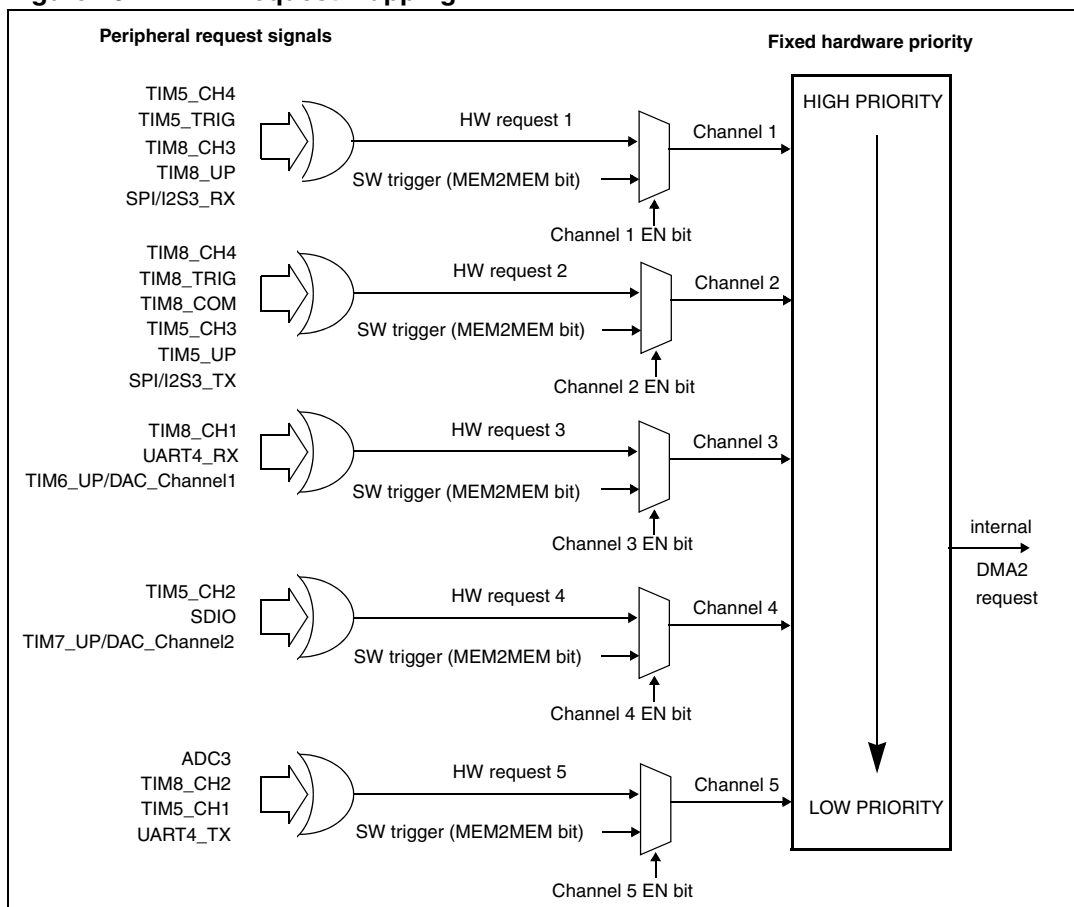 Peripheral request signals
Fixed hardware priority
TIM5_CH4
TIM5_TRIG
TIM8_CH3
TIM8_UP
SPI/I2S3_RX
HW request 1
SW trigger (MEM2MEM bit)
Channel 1
Channel 1 EN bit
HIGH PRIORITY
TIM8_CH4
TIM8_TRIG
TIM8_COM
TIM5_CH3
TIM5_UP
SPI/I2S3_TX
HW request 2
SW trigger (MEM2MEM bit)
Channel 2
Channel 2 EN bit
TIM8_CH1
UART4_RX
TIM6_UP/DAC_Channel1
HW request 3
SW trigger (MEM2MEM bit)
Channel 3
Channel 3 EN bit
internal
DMA2
request
TIM5_CH2
SDIO
TIM7_UP/DAC_Channel2
HW request 4
SW trigger (MEM2MEM bit)
Channel 4
Channel 4 EN bit
ADC3
TIM8_CH2
TIM5_CH1
UART4_TX
HW request 5
SW trigger (MEM2MEM bit)
Channel 5
Channel 5 EN bit
LOW PRIORITY